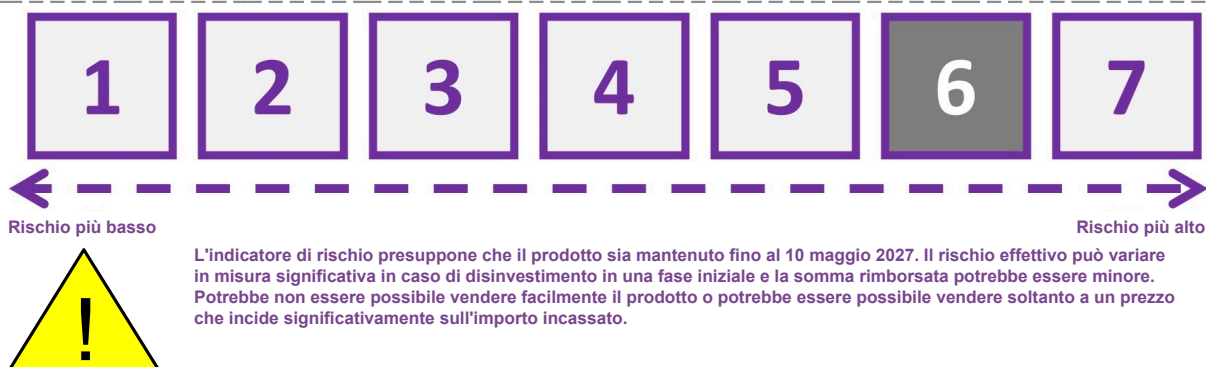 1 2 3 4 5 6 7
Rischio più basso Rischio più alto
L'indicatore di rischio presuppone che il prodotto sia mantenuto fino al 10 maggio 2027. Il rischio effettivo può variare
in misura significativa in caso di disinvestimento in una fase iniziale e la somma rimborsata potrebbe essere minore.
Potrebbe non essere possibile vendere facilmente il prodotto o potrebbe essere possibile vendere soltanto a un prezzo
che incide significativamente sull'importo incassato.
!